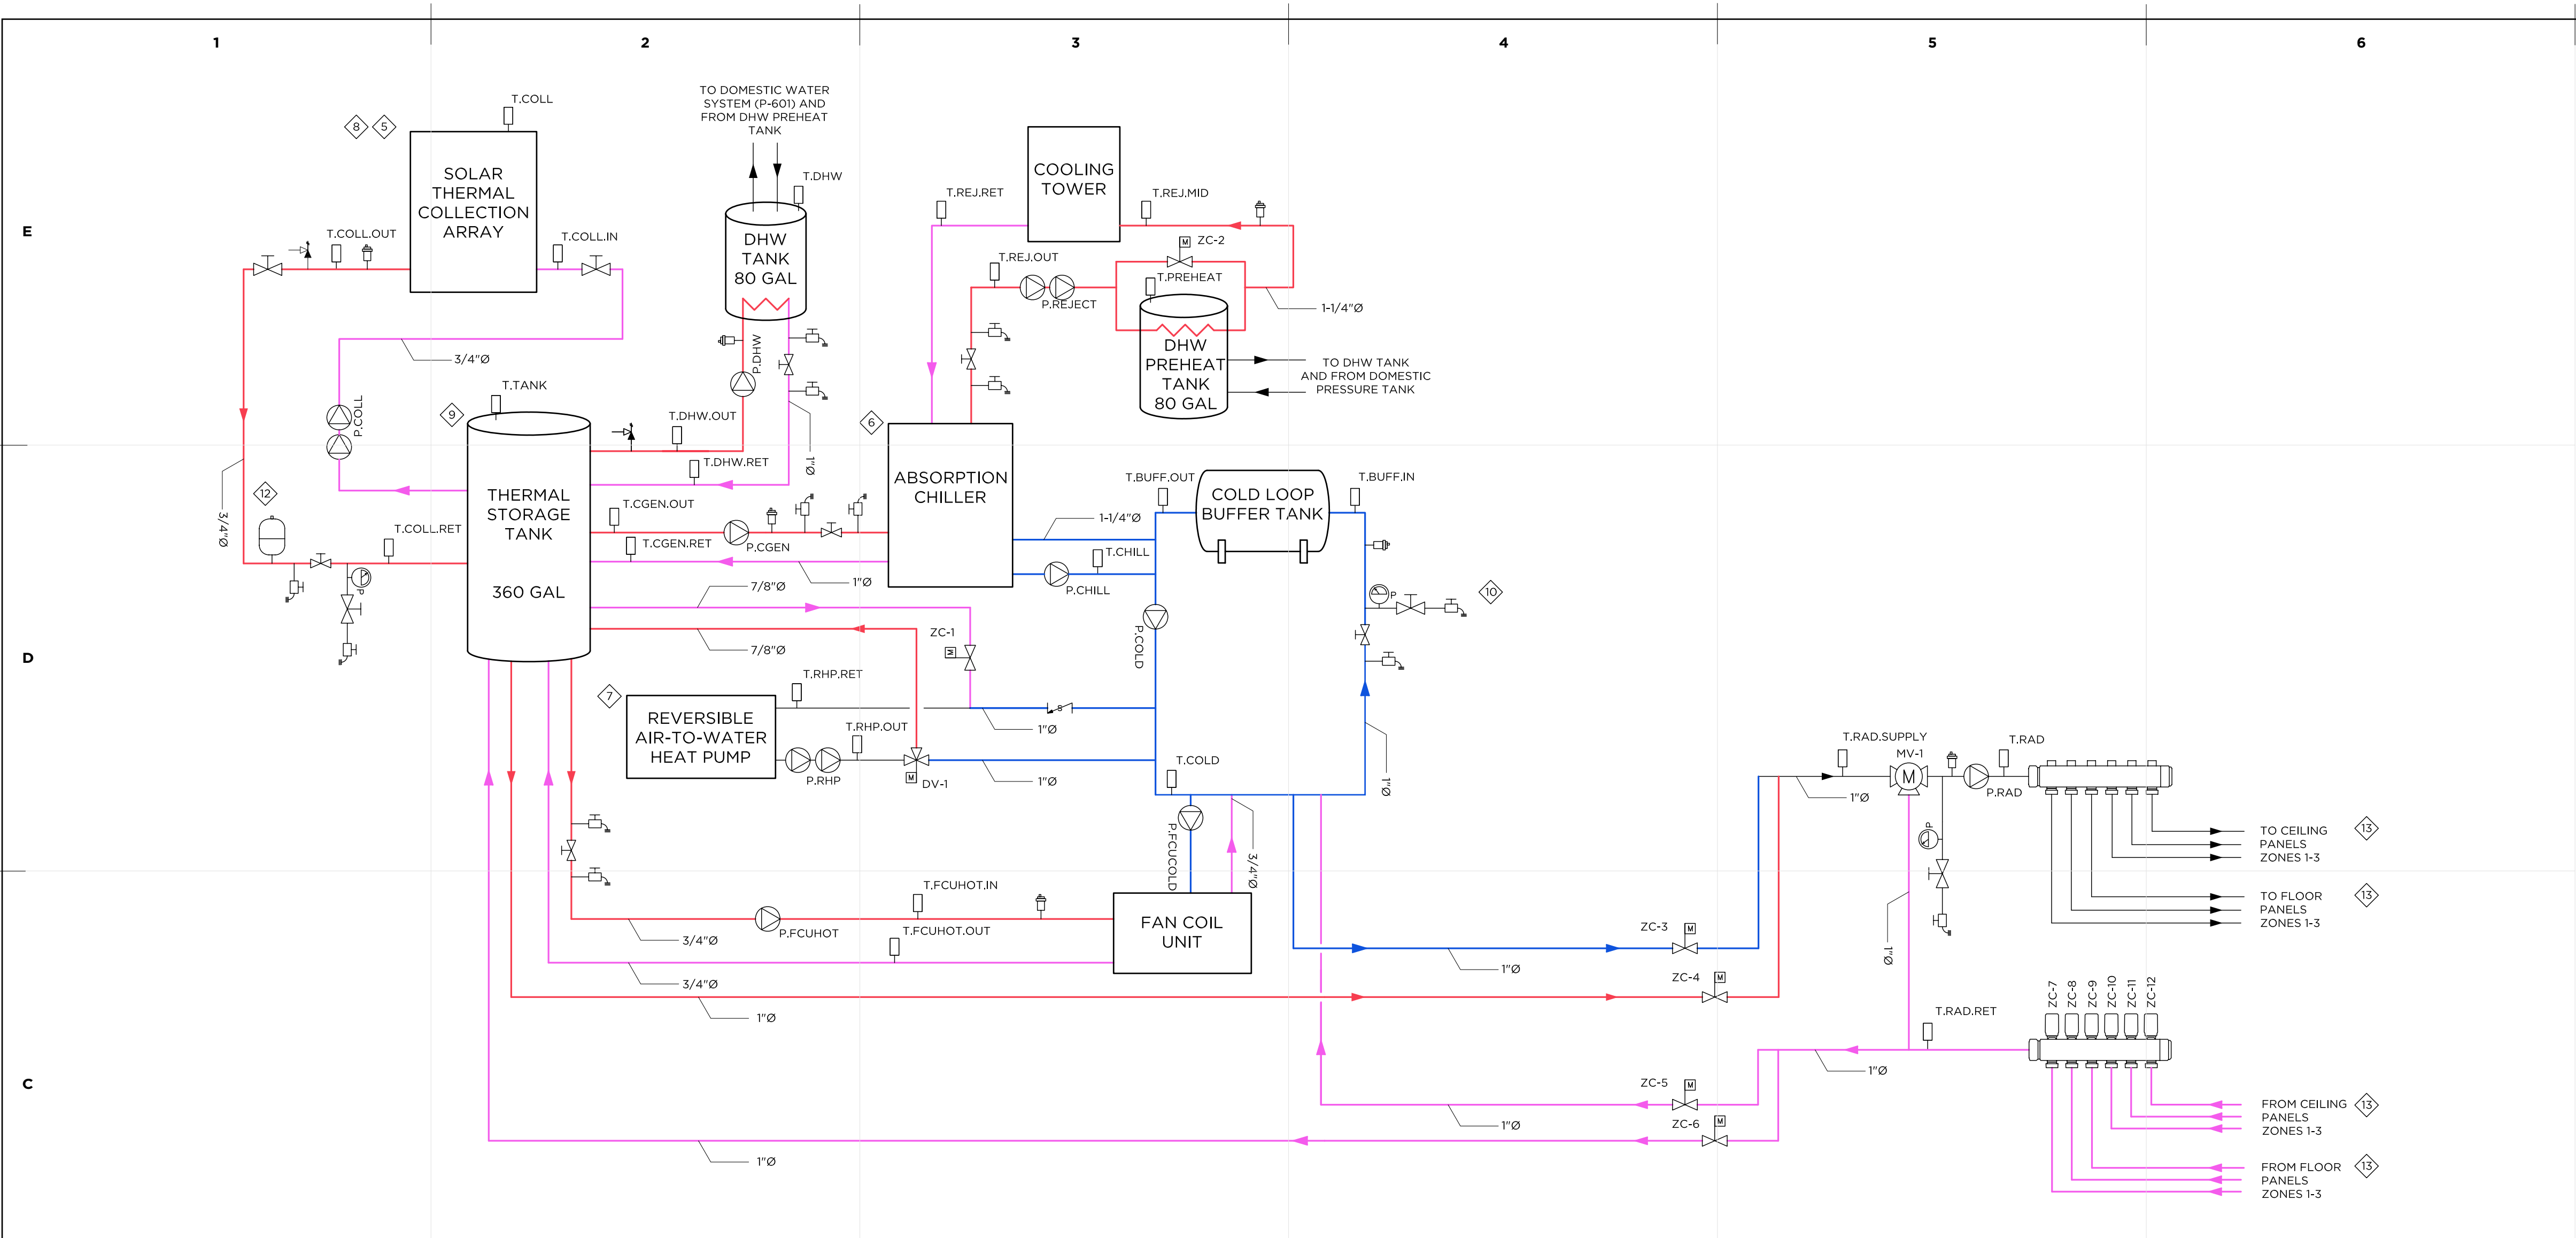 1
2
3
4
5
6
E
D
C
8
5
T.COLL
SOLAR
THERMAL
COLLECTION
ARRAY
T.COLL.OUT
T.COLL.IN
3/4"Ø
P.COLL
3/4"Ø
12
T.COLL.RET
P
TO DOMESTIC WATER
SYSTEM (P-601) AND
FROM DHW PREHEAT
TANK
T.DHW
DHW
TANK
80 GAL
P.DHW
T.TANK
9
T.DHW.OUT
T.DHW.RET
1"Ø
THERMAL
STORAGE
TANK
360 GAL
T.CGEN.OUT
P.CGEN
T.CGEN.RET
1"Ø
7/8"Ø
7/8"Ø
6
ABSORPTION
CHILLER
COOLING
TOWER
T.REJ.RET
T.REJ.MID
ZC-2
T.REJ.OUT
P.REJECT
T.PREHEAT
1-1/4"Ø
DHW
PREHEAT
TANK
80 GAL
TO DHW TANK
AND FROM DOMESTIC
PRESSURE TANK
1-1/4"Ø
T.CHILL
P.CHILL
T.BUFF.OUT
T.BUFF.IN
COLD LOOP
BUFFER TANK
P
10
P.COLD
ZC-1
M
7
REVERSIBLE
AIR-TO-WATER
HEAT PUMP
T.RHP.RET
T.RHP.OUT
P.RHP
M
DV-1
S
1"Ø
1"Ø
T.COLD
1"Ø
P.FCUCOLD
3/4"Ø
T.FCUHOT.IN
3/4"Ø
P.FCUHOT
T.FCUHOT.OUT
3/4"Ø
FAN COIL
UNIT
1"Ø
1"Ø
ZC-3
M
1"Ø
ZC-4
M
ZC-5
M
1"Ø
ZC-6
M
T.RAD.SUPPLY
MV-1
M
1"Ø
T.RAD
P.RAD
P
1"Ø
T.RAD.RET
1"Ø
TO CEILING
PANELS
ZONES 1-3
13
TO FLOOR
PANELS
ZONES 1-3
13
ZC-7
ZC-8
ZC-9
ZC-10
ZC-11
ZC-12
FROM CEILING
PANELS
ZONES 1-3
13
FROM FLOOR
PANELS
ZONES 1-3
13